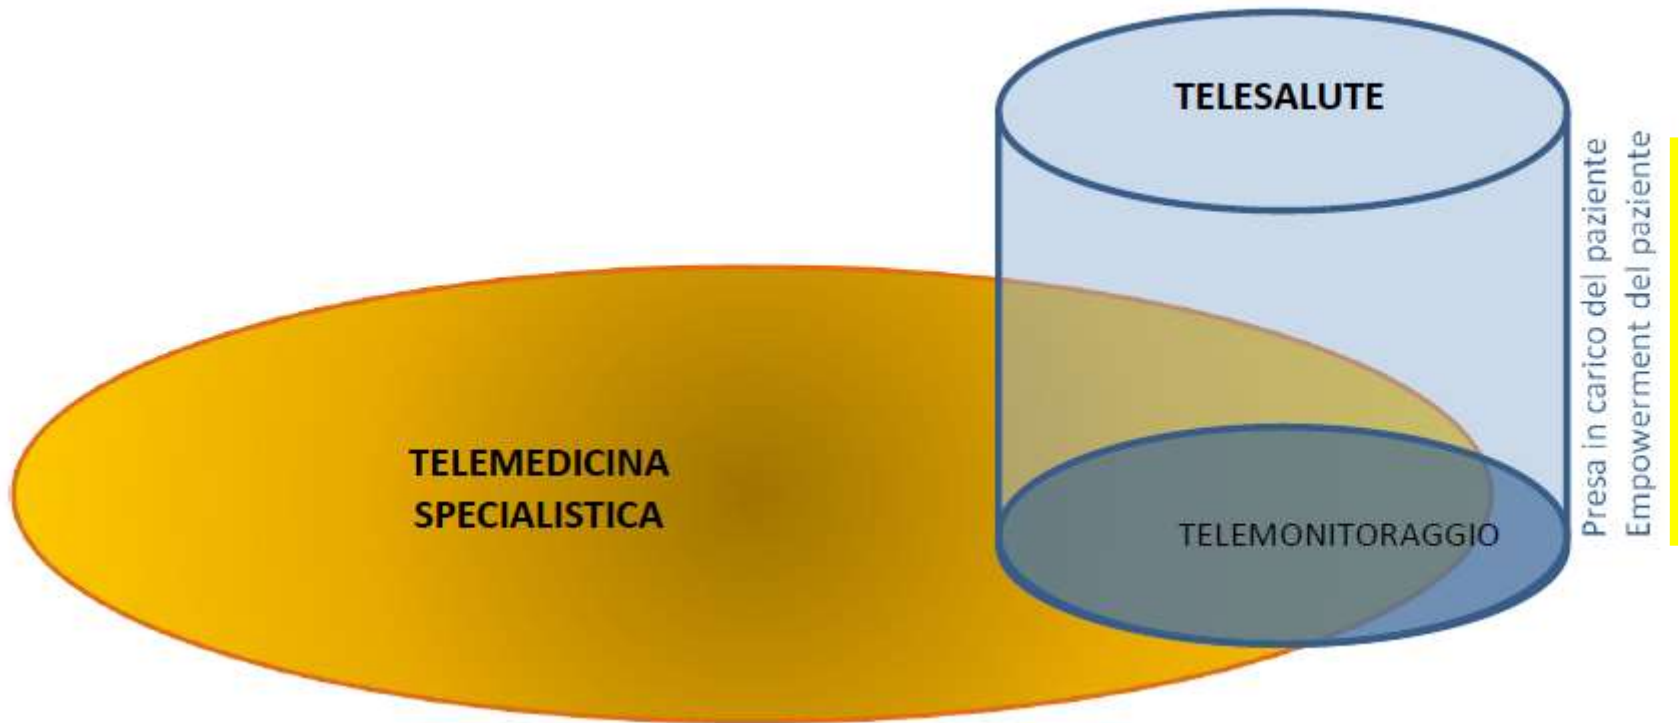 TELESALUTE
Presa in carico del paziente
Empowerment del paziente
TELEMEDICINA
SPECIALISTICA
TELEMONITORAGGIO